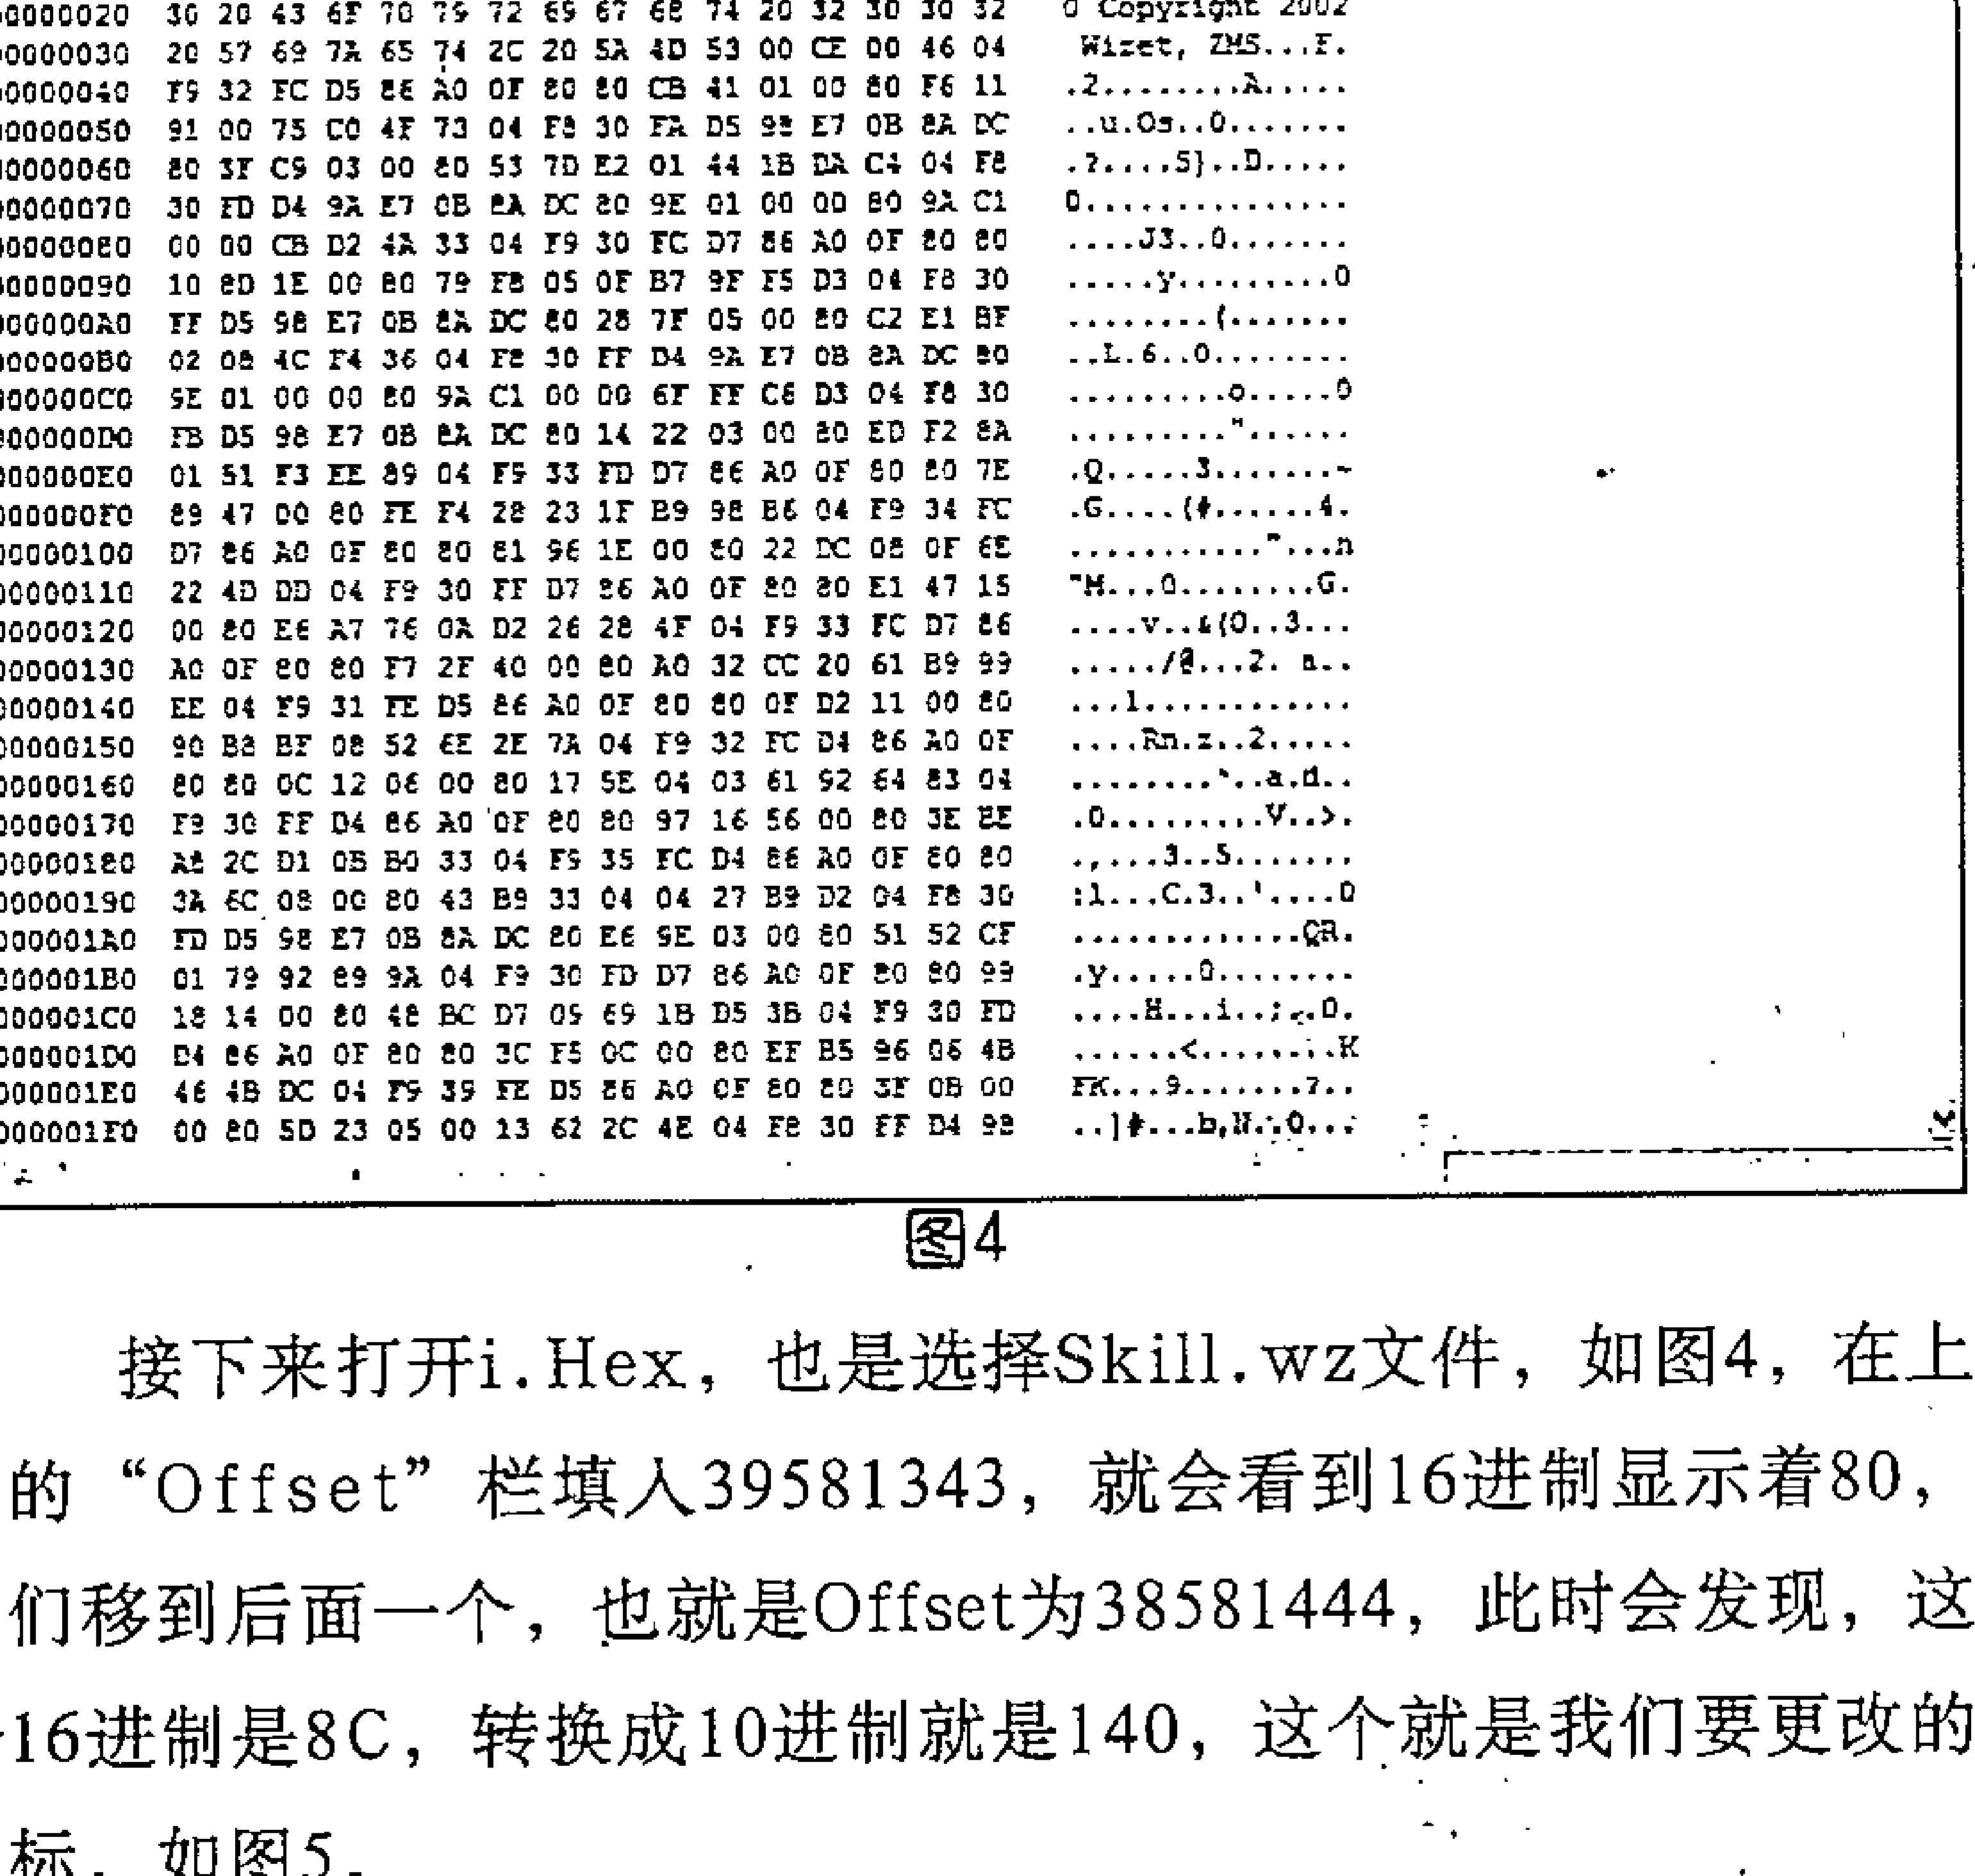 00000020 30 20 43 6F 70 79 72 69 67 68 74 20 32 30 30 32 0 Copyright 2002
00000030 20 57 69 7A 65 74 2C 20 5A 4D 53 00 CE 00 46 04 Wizet, ZMS...F.
00000040 F9 32 FC D5 86 A0 0F 80 80 CB 41 01 00 80 F6 11 .2........A.....
00000050 91 00 75 C0 4F 73 04 F8 30 FA D5 98 E7 0B 8A DC ..u.Os..0.......
00000060 80 3F C9 03 00 80 53 7D E2 01 44 1B DA C4 04 F8 .?....S}..D.....
00000070 30 FD D4 9A E7 0B 8A DC 80 9E 01 00 00 80 9A C1 0...............
00000080 00 00 CB D2 4A 33 04 F9 30 FC D7 86 A0 0F 80 80 ....J3..0.......
00000090 10 8D 1E 00 80 79 F8 05 0F B7 9F F5 D3 04 F8 30 .....y.........0
000000A0 FF D5 98 E7 0B 8A DC 80 28 7F 05 00 80 C2 E1 BF ........(.......
000000B0 02 08 4C F4 36 04 F8 30 FF D4 9A E7 0B 8A DC 80 ..L.6..0........
000000C0 9E 01 00 00 80 9A C1 00 00 6F FF C6 D3 04 F8 30 .........o.....0
000000D0 FB D5 98 E7 0B 8A DC 80 14 22 03 00 80 ED F2 8A ........."......
000000E0 01 51 F3 EE 89 04 F9 33 FD D7 86 A0 0F 80 80 7E .Q.....3.......~
000000F0 89 47 00 80 FE F4 28 23 1F B9 98 B6 04 F9 34 FC .G....(#......4.
00000100 D7 86 A0 0F 80 80 81 96 1E 00 80 22 DC 08 0F 6E ..........."...n
00000110 22 4D DD 04 F9 30 FF D7 86 A0 0F 80 80 E1 47 15 "M...0........G.
00000120 00 80 E6 A7 76 0A D2 26 28 4F 04 F9 33 FC D7 86 ....v..&(O..3...
00000130 A0 0F 80 80 F7 2F 40 00 80 A0 32 CC 20 61 B9 99 ...../@...2. a..
00000140 EE 04 F9 31 FE D5 86 A0 0F 80 80 0F D2 11 00 80 ...1............
00000150 90 B8 BF 08 52 6E 2E 7A 04 F9 32 FC D4 86 A0 0F ....Rn.z..2.....
00000160 80 80 0C 12 06 00 80 17 5E 04 03 61 92 64 83 04 ........^..a.d..
00000170 F9 30 FF D4 86 A0 0F 80 80 97 16 56 00 80 3E BE .0.........V..>.
00000180 A8 2C D1 0B B0 33 04 F9 35 FC D4 86 A0 0F 80 80 .,...3..5.......
00000190 3A 6C 08 00 80 43 B9 33 04 04 27 B9 D2 04 F8 30 :l...C.3..'....0
000001A0 FD D5 98 E7 0B 8A DC 80 E6 9E 03 00 80 51 52 CF .............QR.
000001B0 01 79 92 89 9A 04 F9 30 FD D7 86 A0 0F 80 80 99 .y.....0........
000001C0 18 14 00 80 48 BC D7 09 69 1B D5 3B 04 F9 30 FD ....H...i..;..0.
000001D0 D4 86 A0 0F 80 80 3C F5 0C 00 80 EF B5 96 06 4B ......<........K
000001E0 46 4B DC 04 F9 39 FE D5 86 A0 0F 80 80 3F 0B 00 FK...9.......?..
000001F0 00 80 5D 23 05 00 13 62 2C 4E 04 F8 30 FF D4 98 ..]#...b,N..0...
图4
接下来打开i.Hex，也是选择Skill.wz文件，如图4，在上
的“Offset”栏填入39581343，就会看到16进制显示着80，
们移到后面一个，也就是Offset为38581444，此时会发现，这
16进制是8C，转换成10进制就是140，这个就是我们要更改的
标，如图5。